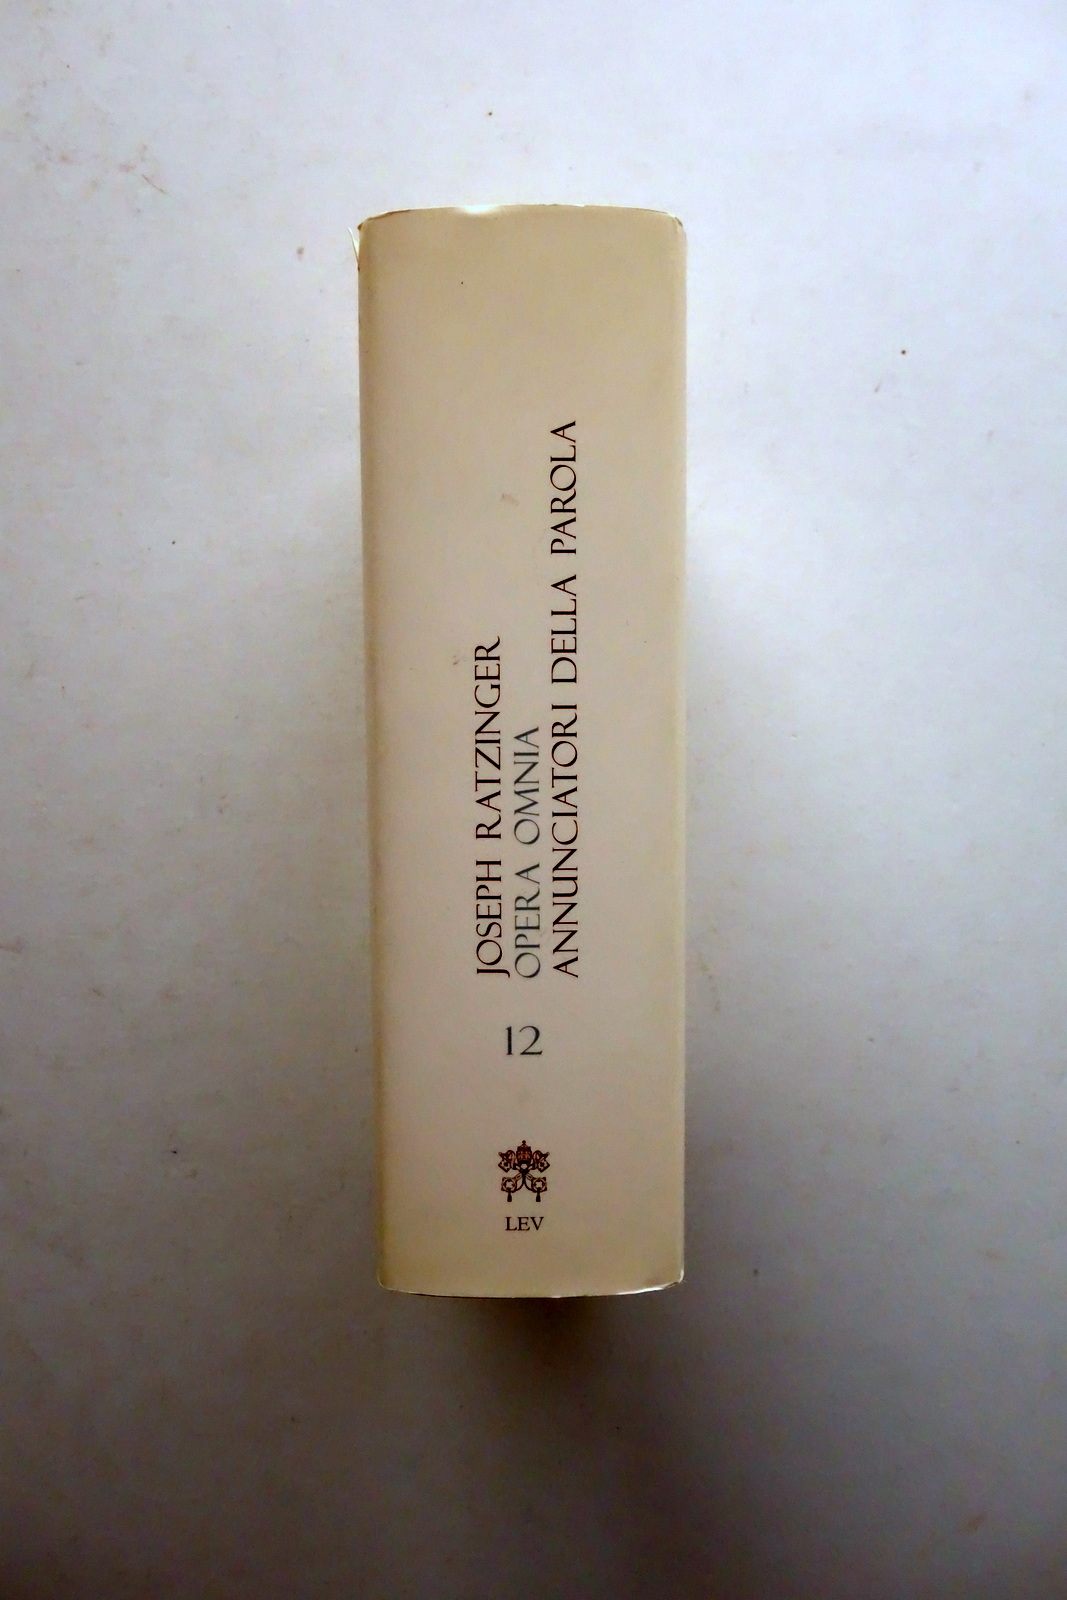 JOSEPH RATZINGER
OPERA OMNIA
ANNUNCIATORI DELLA PAROLA
12
LEV